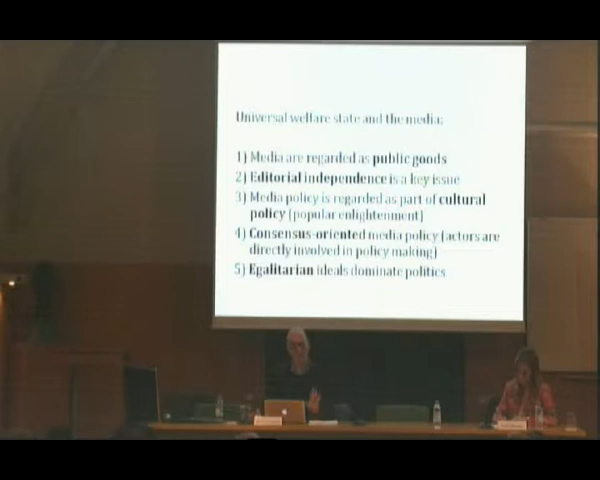 Universal welfare state and the media:
1) Media are regarded as public goods
2) Editorial independence is a key issue
3) Media policy is regarded as part of cultural
policy (popular enlightenment)
4) Consensus-oriented media policy (actors are
directly involved in policy making)
5) Egalitarian ideals dominate politics